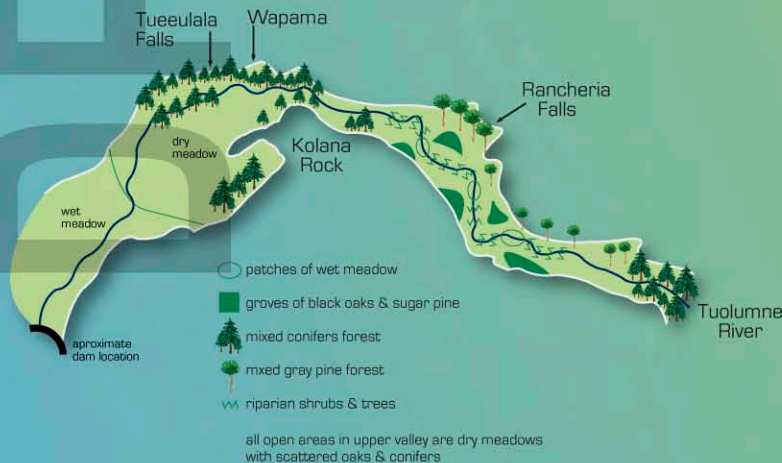 Tueeulala
Falls
Wapama
Rancheria
Falls
dry
meadow
Kolana
Rock
wet
meadow
patches of wet meadow
groves of black oaks & sugar pine
mixed conifers forest
mxed gray pine forest
riparian shrubs & trees
aproximate
dam location
Tuolumne
River
all open areas in upper valley are dry meadows
with scattered oaks & conifers